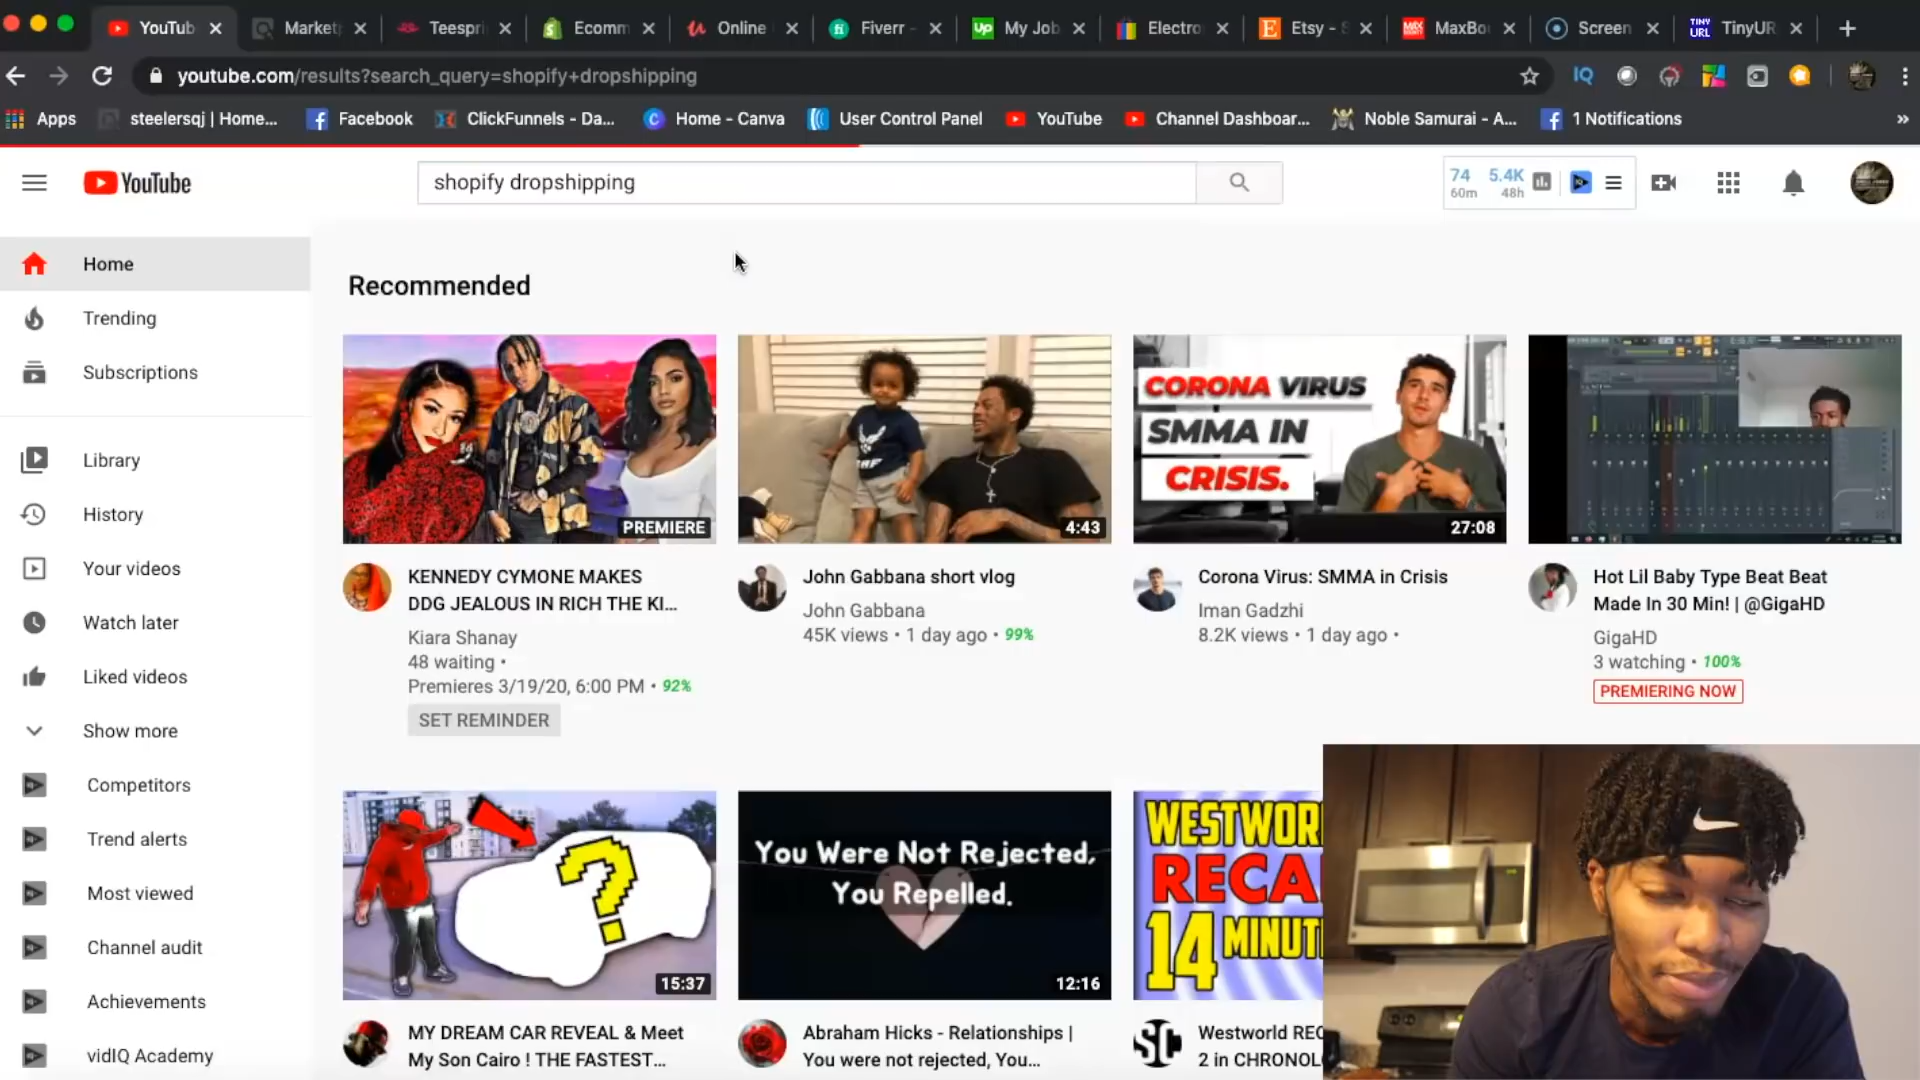 YouTub
Market
Teespri
Ecomm
Online
Fiverr -
My Job
Electro
Etsy - S
MaxBou
Screen
TinyUR
youtube.com/results?search_query=shopify+dropshipping
Apps
steelersqj | Home...
Facebook
ClickFunnels - Da...
Home - Canva
User Control Panel
YouTube
Channel Dashboar...
Noble Samurai - A...
1 Notifications
YouTube
shopify dropshipping
74
60m
5.4K
48h
Home
Trending
Subscriptions
Library
History
Your videos
Watch later
Liked videos
Show more
Competitors
Trend alerts
Most viewed
Channel audit
Achievements
vidIQ Academy
Recommended
PREMIERE
KENNEDY CYMONE MAKES
DDG JEALOUS IN RICH THE KI...
Kiara Shanay
48 waiting •
Premieres 3/19/20, 6:00 PM • 92%
SET REMINDER
4:43
John Gabbana short vlog
John Gabbana
45K views • 1 day ago • 99%
CORONA VIRUS
SMMA IN
CRISIS.
27:08
Corona Virus: SMMA in Crisis
Iman Gadzhi
8.2K views • 1 day ago •
Hot Lil Baby Type Beat Beat
Made In 30 Min! | @GigaHD
GigaHD
3 watching • 100%
PREMIERING NOW
15:37
MY DREAM CAR REVEAL & Meet
My Son Cairo ! THE FASTEST...
You Were Not Rejected,
You Repelled.
12:16
Abraham Hicks - Relationships |
You were not rejected, You...
WESTWOR
RECA
14 MINUT
SC
Westworld REC
2 in CHRONOL